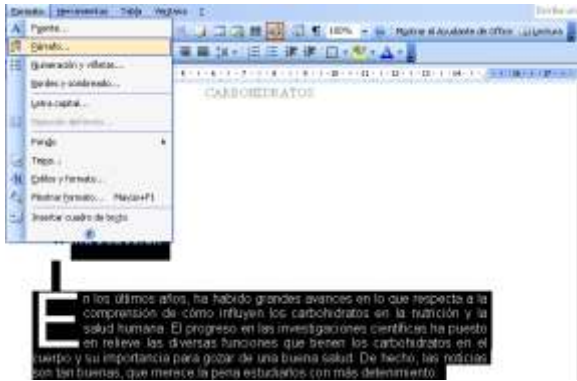 Formato Herramientas Tabla Ventana ?
Fuente...
Párrafo...
Numeración y viñetas...
Bordes y sombreado...
Letra capital...
Fondo
Tema...
Estilos y formato...
Mostrar formato... Mayús+F1
Insertar cuadro de texto
100%
Mostrar el Ayudante de Office
Lectura
CARBOHIDRATOS
En los últimos años, ha habido grandes avances en lo que respecta a la
comprensión de cómo influyen los carbohidratos en la nutrición y la
salud humana. El progreso en las investigaciones científicas ha puesto
en relieve las diversas funciones que tienen los carbohidratos en el
cuerpo y su importancia para gozar de una buena salud. De hecho, las noticias
son tan buenas, que merece la pena estudiarlos con más detenimiento.